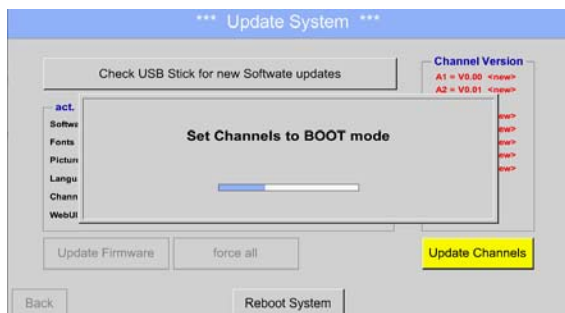 *** Update System ***
Check USB Stick for new Softwate updates
Channel Version
A1 = V0.00 <new>
A2 = V0.01 <new>
act.
Softwa
Fonts
Pictur
Langu
Chann
WebUI
ew>
ew>
ew>
ew>
ew>
Set Channels to BOOT mode
Update Firmware
force all
Update Channels
Back
Reboot System